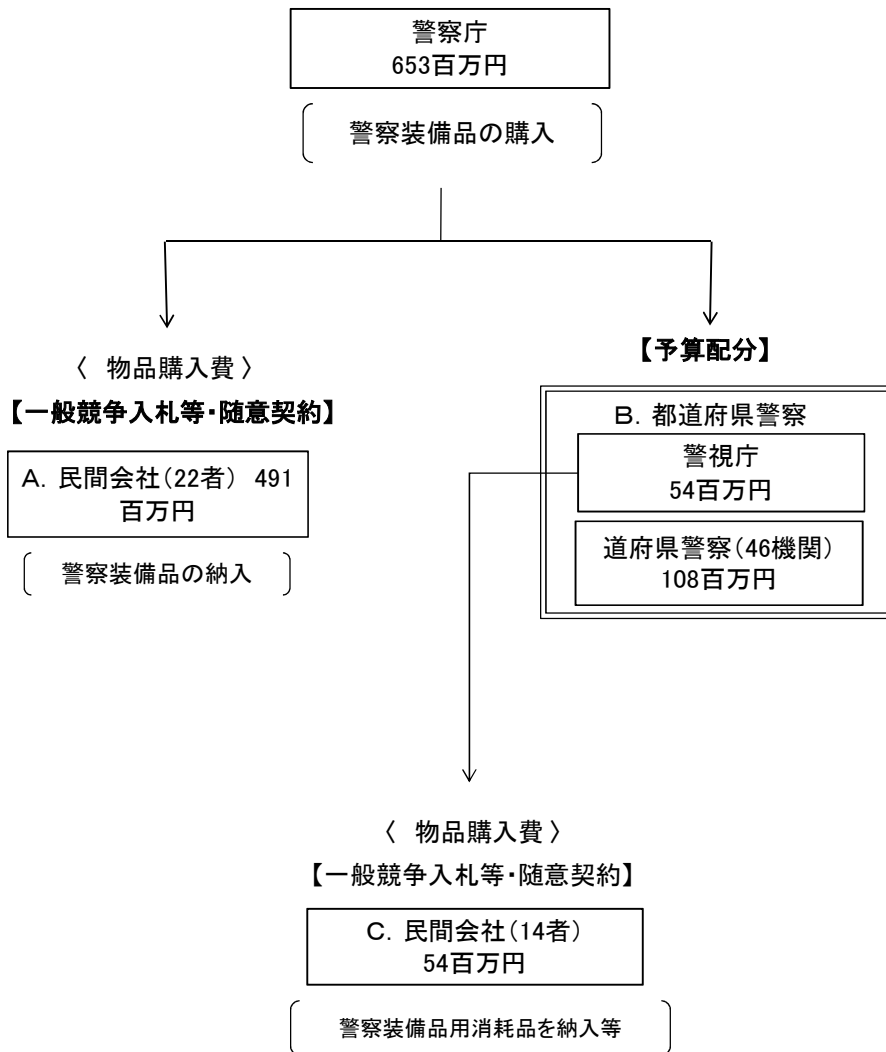 警察庁
653百万円
警察装備品の購入
〈 物品購入費 〉
【一般競争入札等・随意契約】
A. 民間会社(22者) 491
百万円
警察装備品の納入
【予算配分】
B. 都道府県警察
警視庁
54百万円
道府県警察(46機関)
108百万円
〈 物品購入費 〉
【一般競争入札等・随意契約】
C. 民間会社(14者)
54百万円
警察装備品用消耗品を納入等